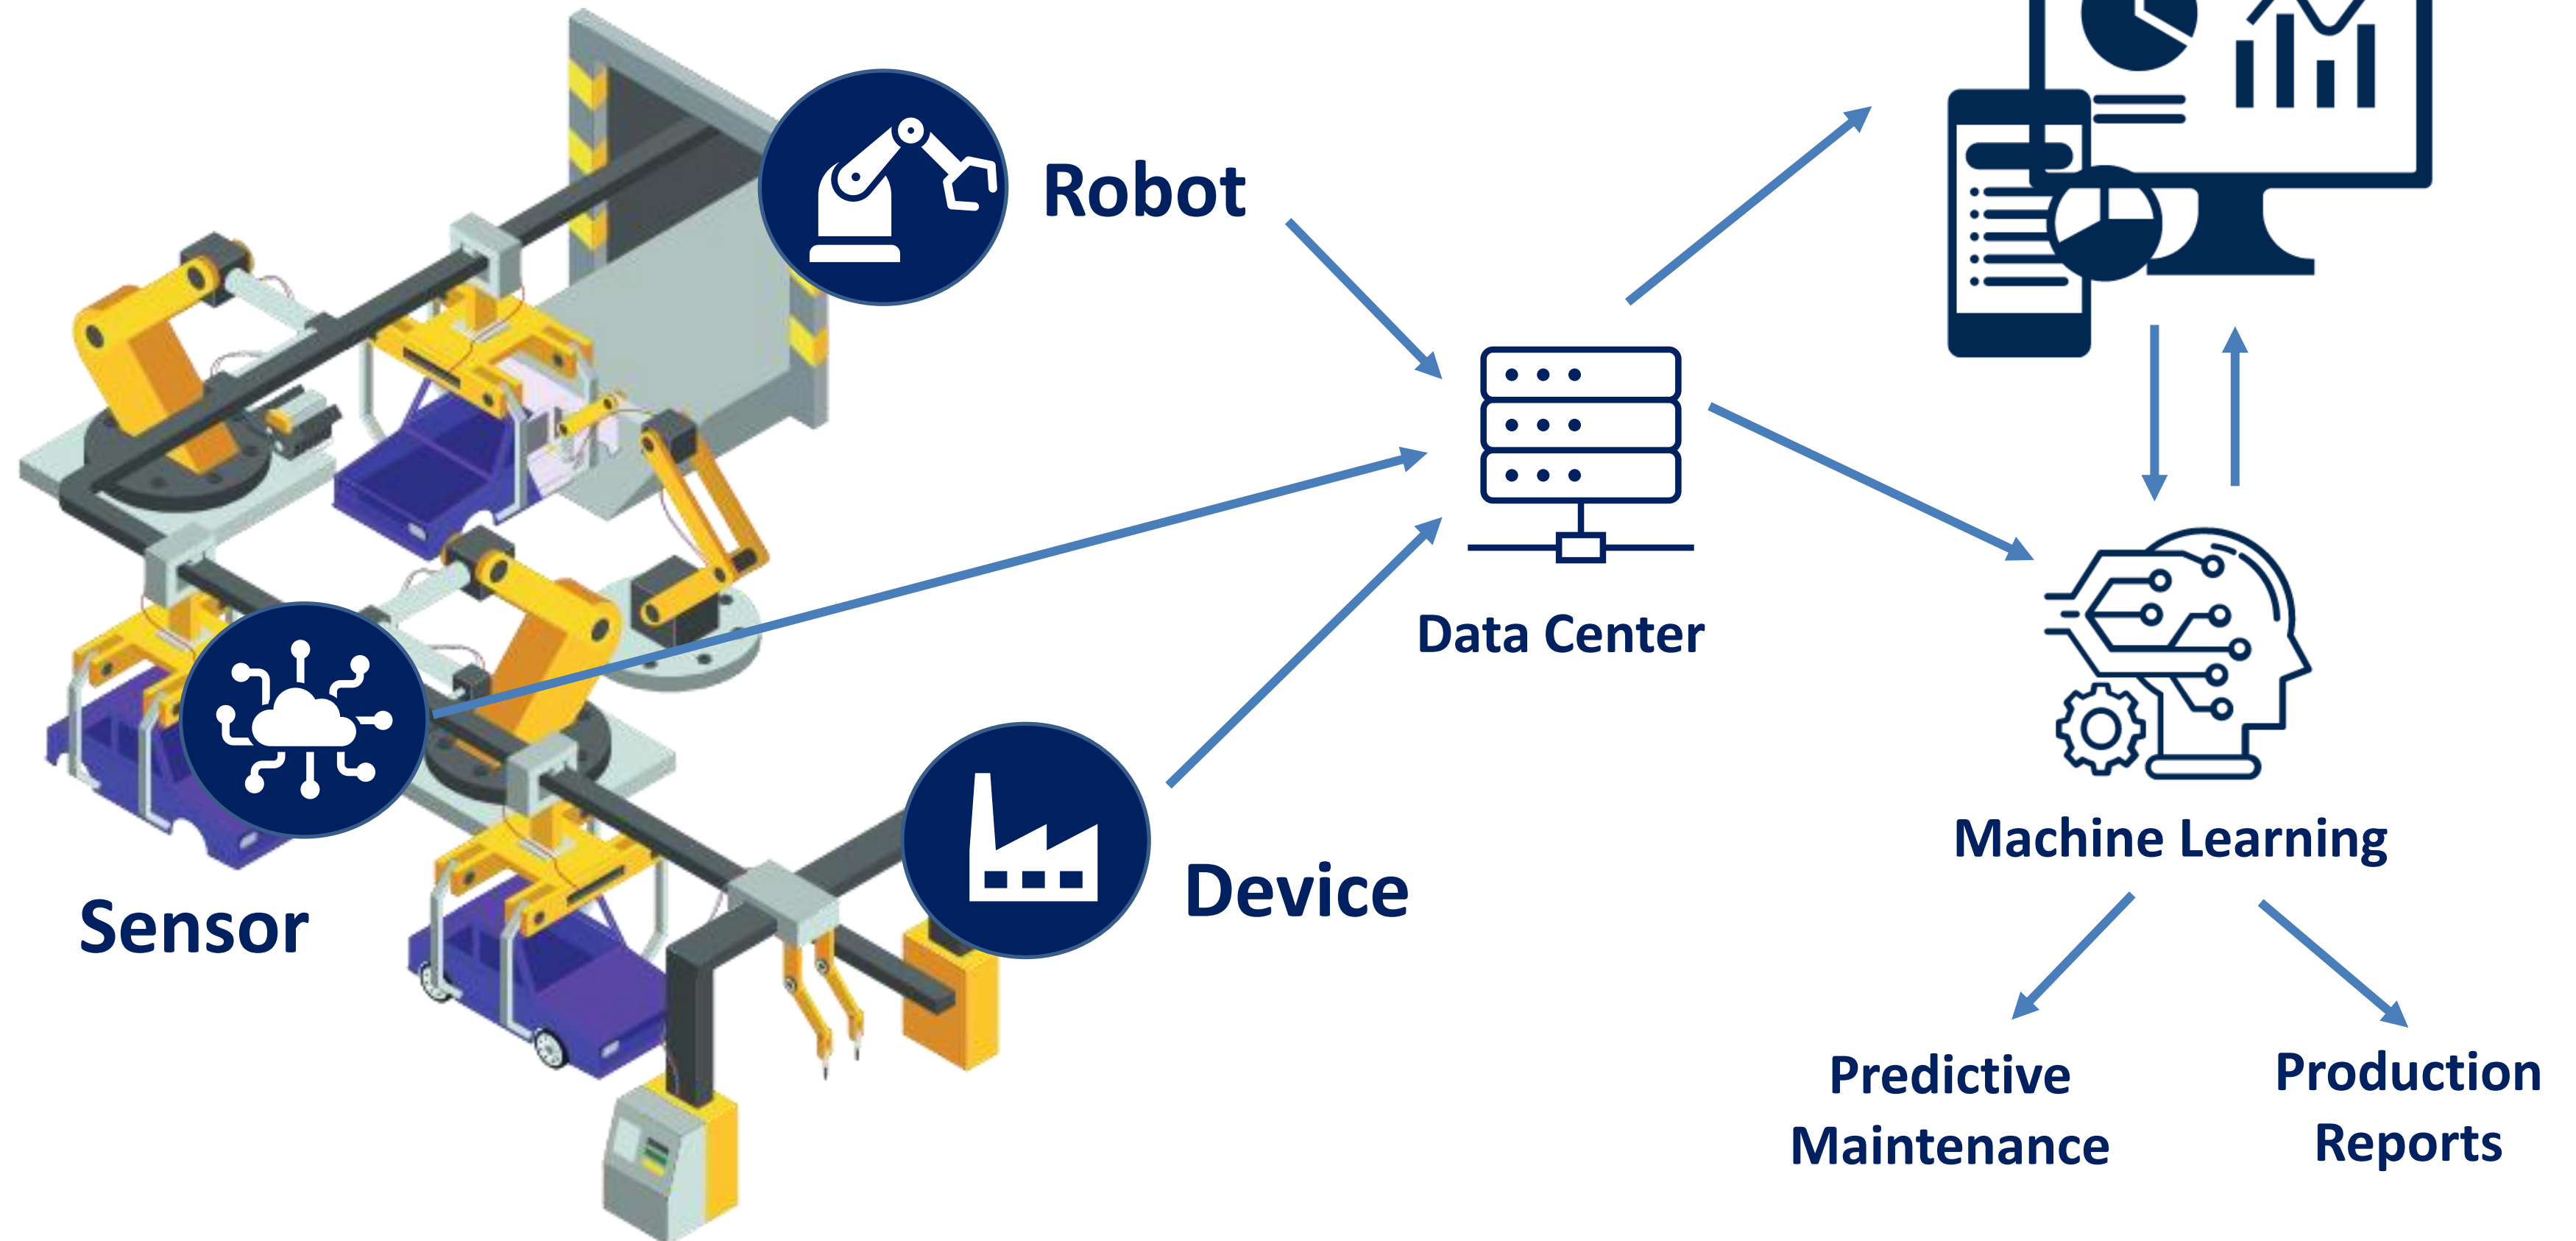 Robot
Data Center
Sensor
Device
Machine Learning
Predictive
Maintenance
Production
Reports